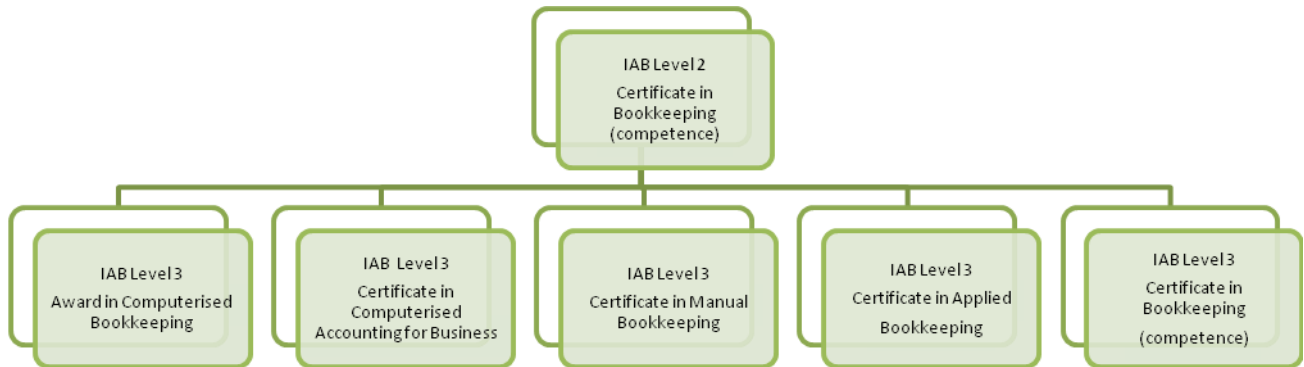 IAB Level 2
Certificate in
Bookkeeping
(competence)
IAB Level 3
Award in Computerised
Bookkeeping
IAB Level 3
Certificate in
Computerised
Accounting for Business
IAB Level 3
Certificate in Manual
Bookkeeping
IAB Level 3
Certificate in Applied
Bookkeeping
IAB Level 3
Certificate in
Bookkeeping
(competence)